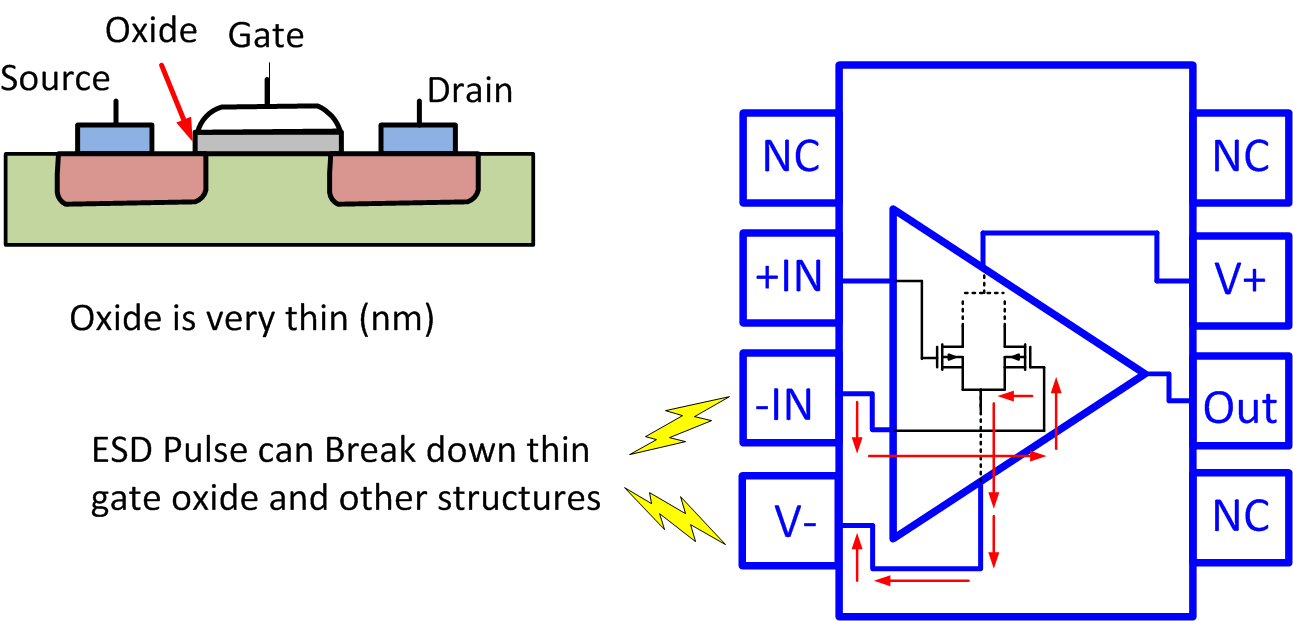 Oxide
Gate
Source
Drain
Oxide is very thin (nm)
ESD Pulse can Break down thin
gate oxide and other structures
NC
+IN
-IN
V-
NC
V+
Out
NC